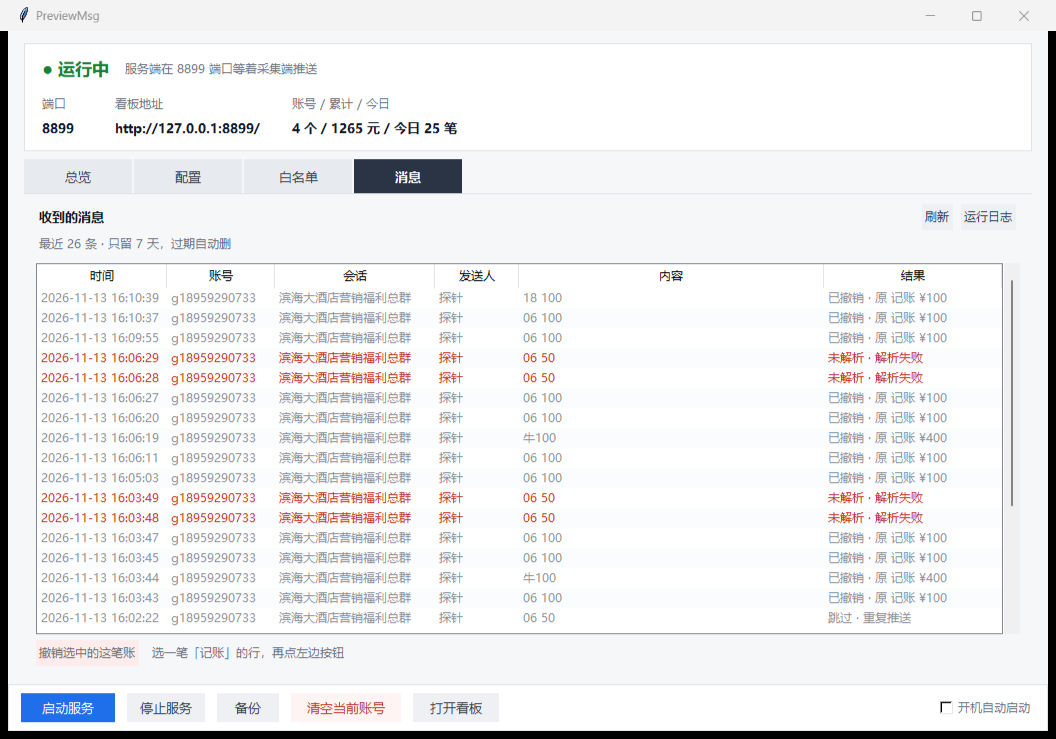 PreviewMsg
● 运行中 服务端在 8899 端口等着采集端推送
端口 看板地址 账号 / 累计 / 今日
8899 http://127.0.0.1:8899/ 4 个 / 1265 元 / 今日 25 笔
总览 配置 白名单 消息
收到的消息 刷新 运行日志
最近 26 条 · 只留 7 天，过期自动删
时间 账号 会话 发送人 内容 结果
2026-11-13 16:10:39 g18959290733 滨海大酒店营销福利总群 探针 18 100 已撤销 · 原 记账 ¥100
2026-11-13 16:10:37 g18959290733 滨海大酒店营销福利总群 探针 06 100 已撤销 · 原 记账 ¥100
2026-11-13 16:09:55 g18959290733 滨海大酒店营销福利总群 探针 06 100 已撤销 · 原 记账 ¥100
2026-11-13 16:06:29 g18959290733 滨海大酒店营销福利总群 探针 06 50 未解析 · 解析失败
2026-11-13 16:06:28 g18959290733 滨海大酒店营销福利总群 探针 06 50 未解析 · 解析失败
2026-11-13 16:06:27 g18959290733 滨海大酒店营销福利总群 探针 06 100 已撤销 · 原 记账 ¥100
2026-11-13 16:06:20 g18959290733 滨海大酒店营销福利总群 探针 06 100 已撤销 · 原 记账 ¥100
2026-11-13 16:06:19 g18959290733 滨海大酒店营销福利总群 探针 牛100 已撤销 · 原 记账 ¥400
2026-11-13 16:06:11 g18959290733 滨海大酒店营销福利总群 探针 06 100 已撤销 · 原 记账 ¥100
2026-11-13 16:05:03 g18959290733 滨海大酒店营销福利总群 探针 06 100 已撤销 · 原 记账 ¥100
2026-11-13 16:03:49 g18959290733 滨海大酒店营销福利总群 探针 06 50 未解析 · 解析失败
2026-11-13 16:03:48 g18959290733 滨海大酒店营销福利总群 探针 06 50 未解析 · 解析失败
2026-11-13 16:03:47 g18959290733 滨海大酒店营销福利总群 探针 06 100 已撤销 · 原 记账 ¥100
2026-11-13 16:03:45 g18959290733 滨海大酒店营销福利总群 探针 06 100 已撤销 · 原 记账 ¥100
2026-11-13 16:03:44 g18959290733 滨海大酒店营销福利总群 探针 牛100 已撤销 · 原 记账 ¥400
2026-11-13 16:03:43 g18959290733 滨海大酒店营销福利总群 探针 06 100 已撤销 · 原 记账 ¥100
2026-11-13 16:02:22 g18959290733 滨海大酒店营销福利总群 探针 06 50 跳过 · 重复推送
撤销选中的这笔账 选一笔「记账」的行，再点左边按钮
启动服务 停止服务 备份 清空当前账号 打开看板 开机自动启动